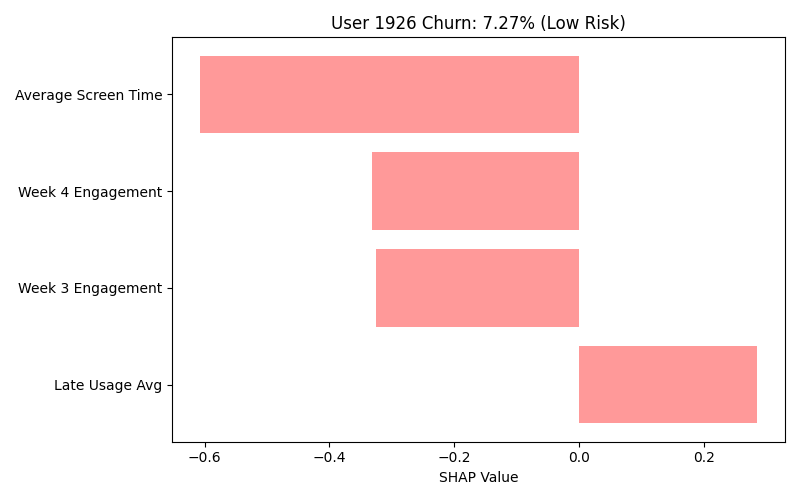 User 1926 Churn: 7.27% (Low Risk)
Average Screen Time
Week 4 Engagement
Week 3 Engagement
Late Usage Avg
−0.6 −0.4 −0.2 0.0 0.2
SHAP Value